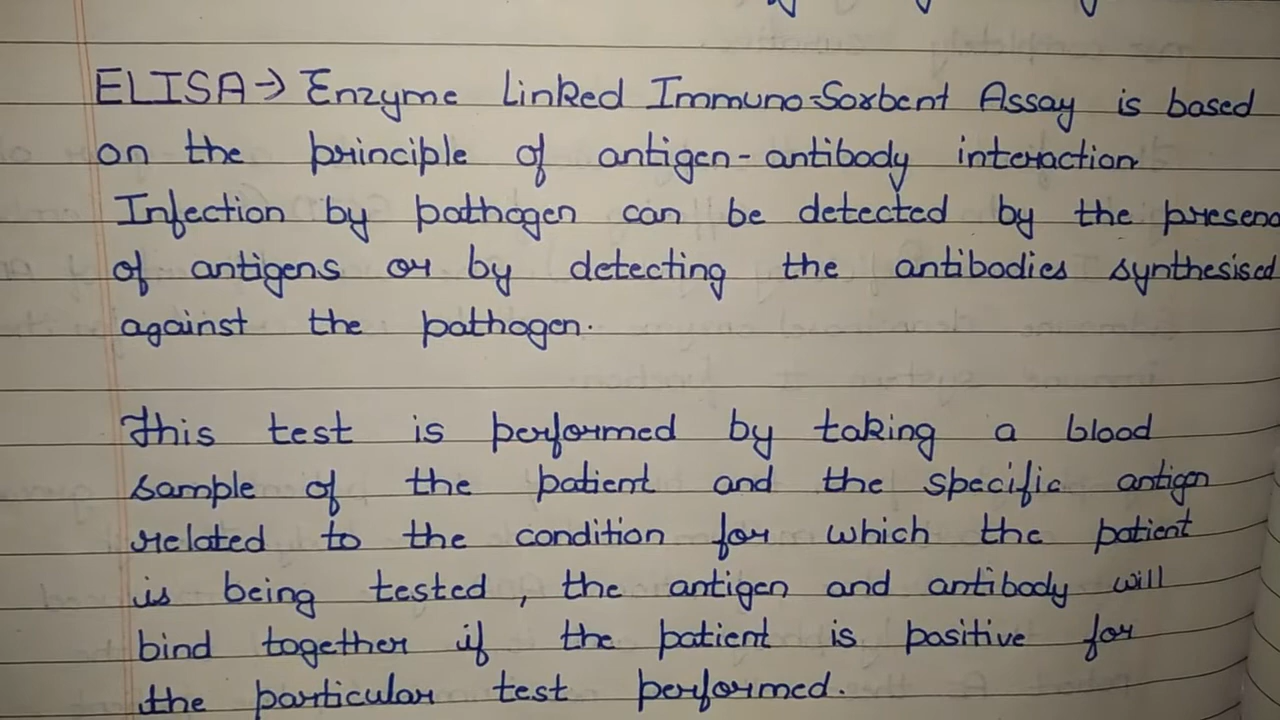 ELISA → Enzyme Linked Immuno-Sorbent Assay is based
on the principle of antigen-antibody interaction
Infection by pathogen can be detected by the presenc
of antigens or by detecting the antibodies synthesised
against the pathogen.
This test is performed by taking a blood
sample of the patient and the specific antigen
related to the condition for which the patient
is being tested, the antigen and antibody will
bind together if the patient is positive for
the particular test performed.